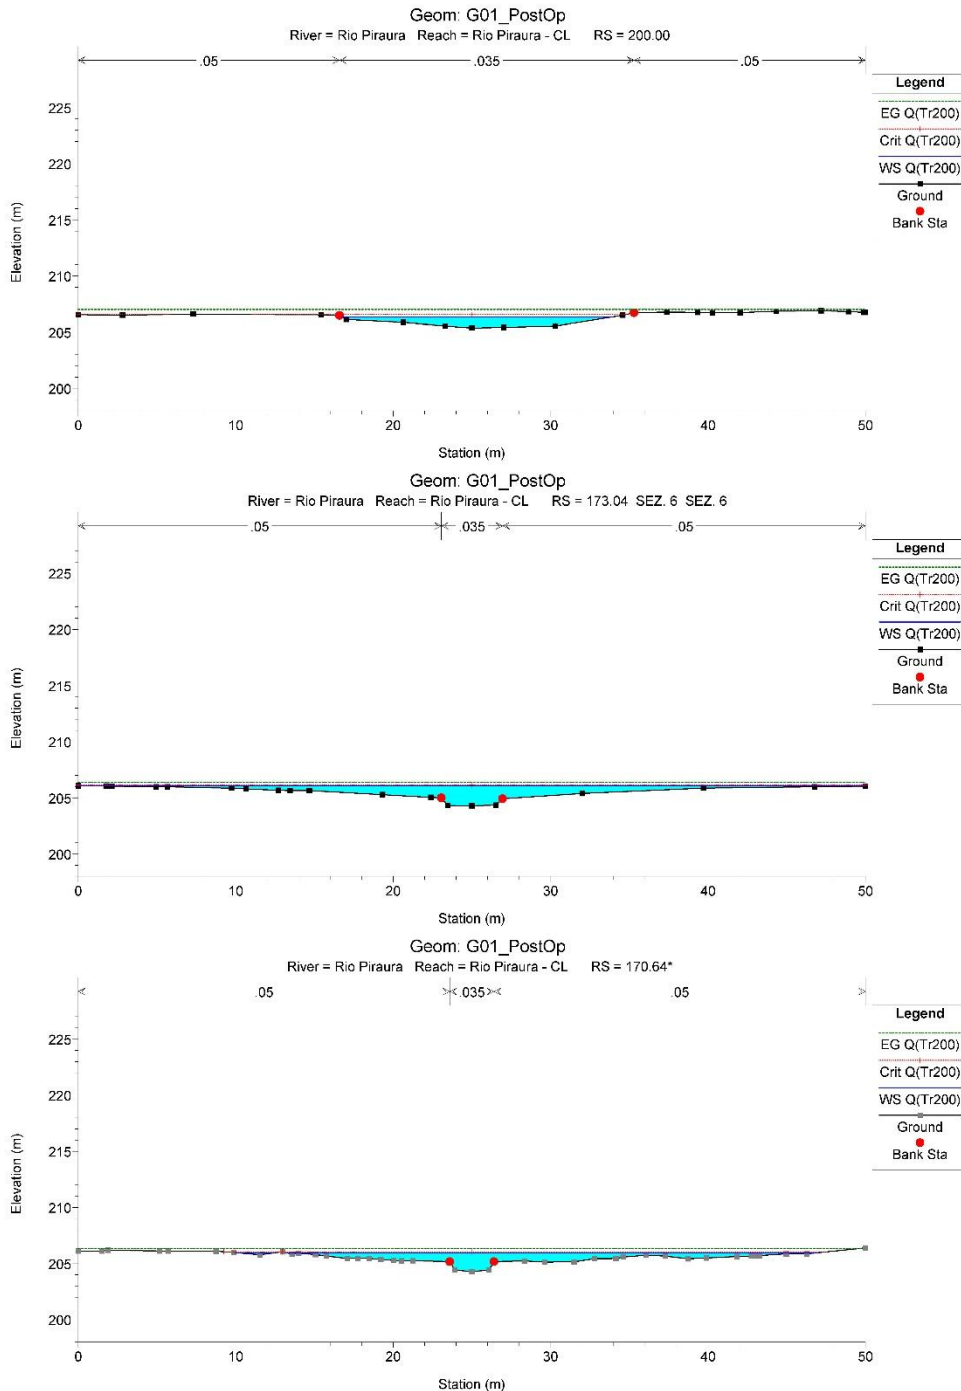 Geom: G01_PostOp
River = Rio Piraura Reach = Rio Piraura - CL RS = 200.00
.05 .035 .05
Legend
EG Q(Tr200)
Crit Q(Tr200)
WS Q(Tr200)
Ground
Bank Sta
Elevation (m)
225
220
215
210
205
200
0 10 20 30 40 50
Station (m)
Geom: G01_PostOp
River = Rio Piraura Reach = Rio Piraura - CL RS = 173.04 SEZ. 6 SEZ. 6
.05 .035 .05
Legend
EG Q(Tr200)
Crit Q(Tr200)
WS Q(Tr200)
Ground
Bank Sta
Elevation (m)
225
220
215
210
205
200
0 10 20 30 40 50
Station (m)
Geom: G01_PostOp
River = Rio Piraura Reach = Rio Piraura - CL RS = 170.64*
.05 .035 .05
Legend
EG Q(Tr200)
Crit Q(Tr200)
WS Q(Tr200)
Ground
Bank Sta
Elevation (m)
225
220
215
210
205
200
0 10 20 30 40 50
Station (m)